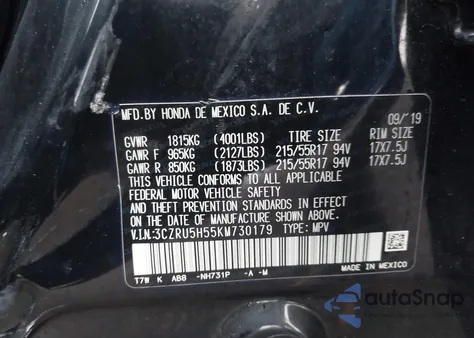 MFD.BY HONDA DE MEXICO S.A. DE C.V.
09/'19
GVWR 1815KG (4001LBS) TIRE SIZE RIM SIZE
GAWR F 965KG (2127LBS) 215/55R17 94V 17X7.5J
GAWR R 850KG (1873LBS) 215/55R17 94V 17X7.5J
THIS VEHICLE CONFORMS TO ALL APPLICABLE
FEDERAL MOTOR VEHICLE SAFETY
STANDARDS IN EFFECT ON THE DATE
OF MANUFACTURE SHOWN ABOVE.
V.I.N:3CZRU5H55KM730179 TYPE: MPV
T7W K AB8 -NH731P -A -M
MADE IN MEXICO
autoSnap